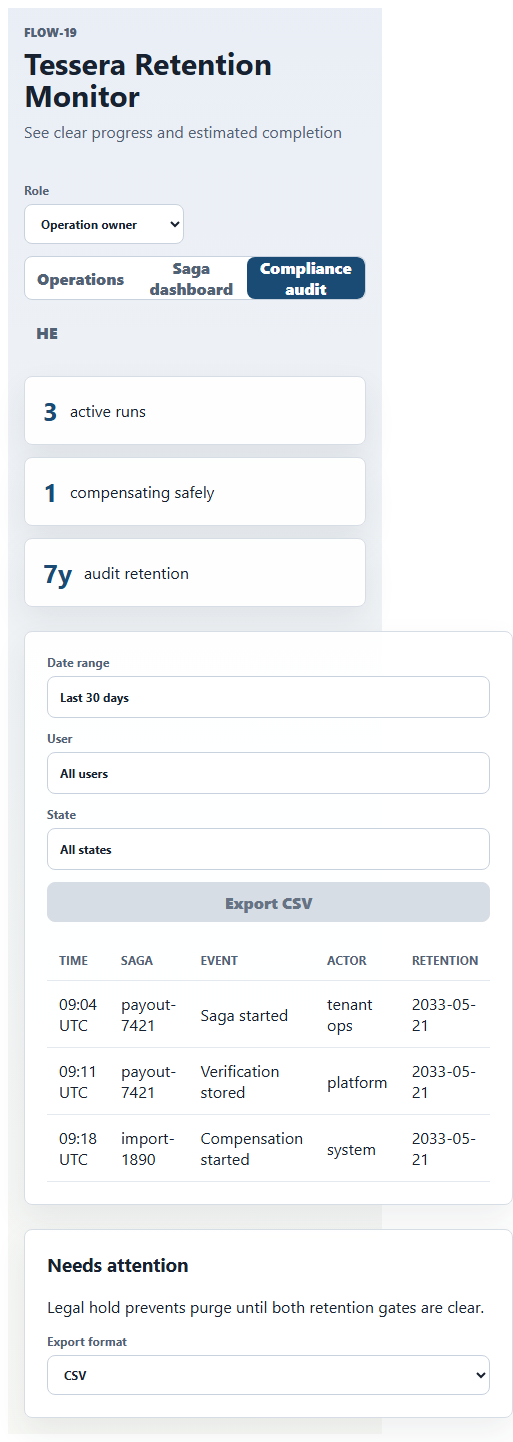 FLOW-19
Tessera Retention
Monitor
See clear progress and estimated completion
Role
Operation owner
Operations
Saga
dashboard
Compliance
audit
HE
3 active runs
1 compensating safely
7y audit retention
Date range
Last 30 days
User
All users
State
All states
Export CSV
TIME SAGA EVENT ACTOR RETENTION
09:04 UTC payout-7421 Saga started tenant ops 2033-05-21
09:11 UTC payout-7421 Verification stored platform 2033-05-21
09:18 UTC import-1890 Compensation started system 2033-05-21
Needs attention
Legal hold prevents purge until both retention gates are clear.
Export format
CSV